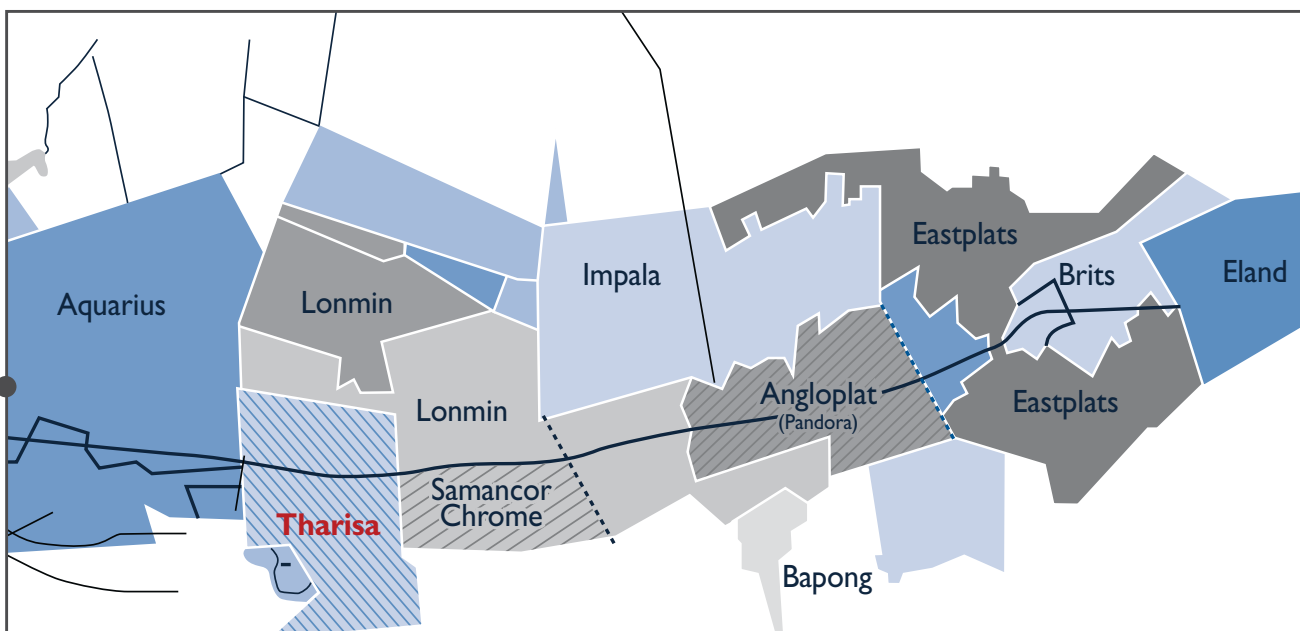 Eastplats
Impala
Brits
Eland
Aquarius
Lonmin
Angloplat
(Pandora)
Eastplats
Lonmin
Samancor
Chrome
Tharisa
Bapong